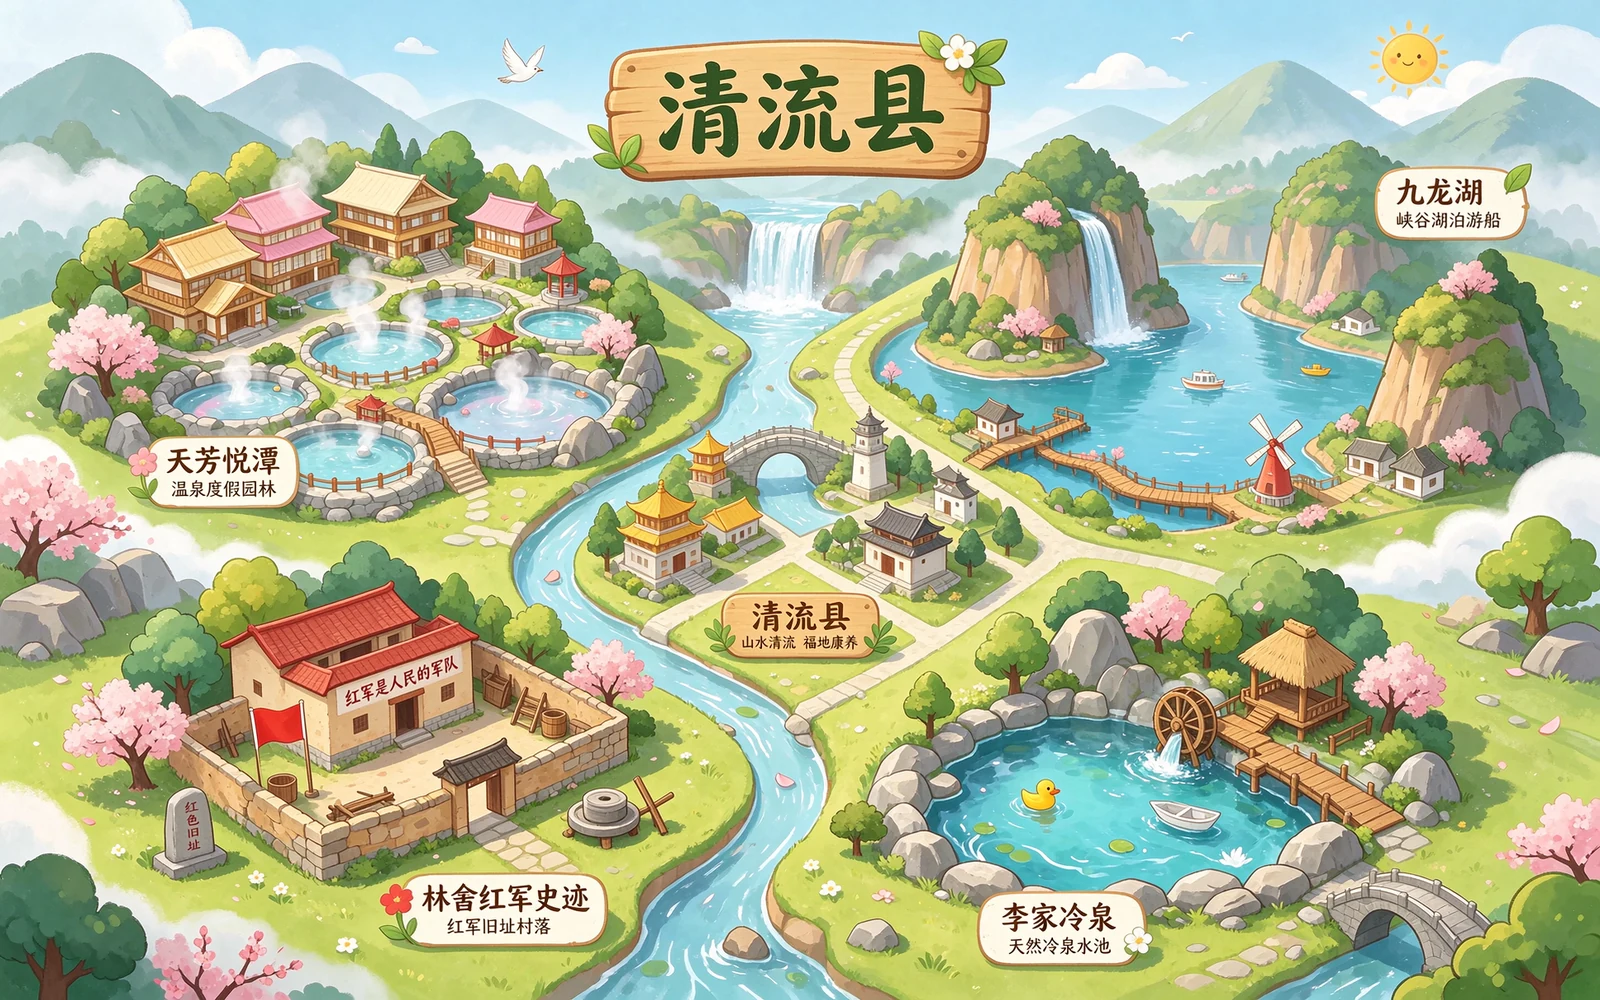 清流县
九龙湖
峡谷湖泊游船
天芳悦潭
温泉度假园林
清流县
山水清流 福地康养
红军是人民的军队
红色旧址
林舍红军史迹
红军旧址村落
李家冷泉
天然冷泉水池